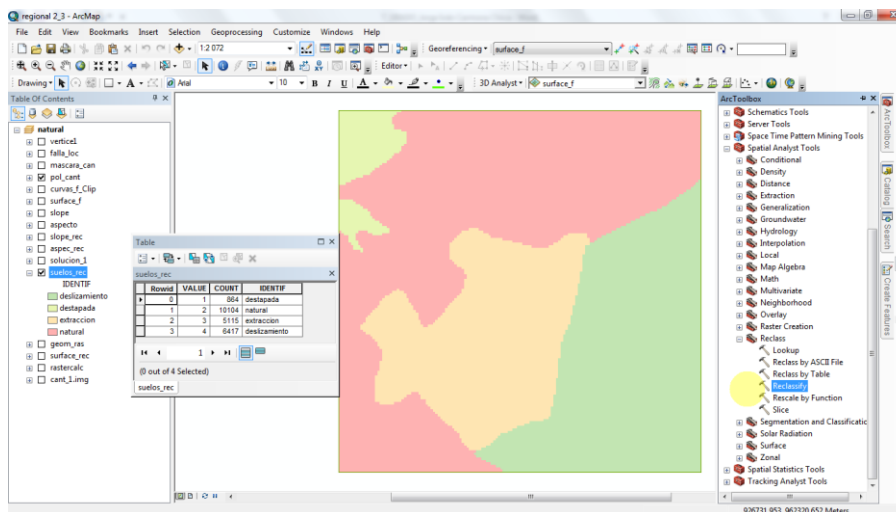 regional 2_3 - ArcMap
File Edit View Bookmarks Insert Selection Geoprocessing Customize Windows Help
1:2 072
Georeferencing
surface_f
Editor
Drawing
A
Arial
10
B I U A
3D Analyst
surface_f
Table Of Contents
natural
vertice1
falla_loc
mascara_can
pol_cant
curvas_f_Clip
surface_f
slope
aspecto
slope_rec
aspec_rec
solucion_1
suelos_rec
IDENTIF
deslizamiento
destapada
extraccion
natural
geom_ras
surface_rec
rastercalc
cant_1.img
Table
suelos_rec
Rowid VALUE COUNT IDENTIF
0 1 864 destapada
1 2 10104 natural
2 3 5115 extraccion
3 4 6417 deslizamiento
1
(0 out of 4 Selected)
suelos_rec
ArcToolbox
Schematics Tools
Server Tools
Space Time Pattern Mining Tools
Spatial Analyst Tools
Conditional
Density
Distance
Extraction
Generalization
Groundwater
Hydrology
Interpolation
Local
Map Algebra
Math
Multivariate
Neighborhood
Overlay
Raster Creation
Reclass
Lookup
Reclass by ASCII File
Reclass by Table
Reclassify
Rescale by Function
Slice
Segmentation and Classificatic
Solar Radiation
Surface
Zonal
Spatial Statistics Tools
Tracking Analyst Tools
ArcToolbox
Catalog
Search
Create Features
926731,953 962320,652 Meters